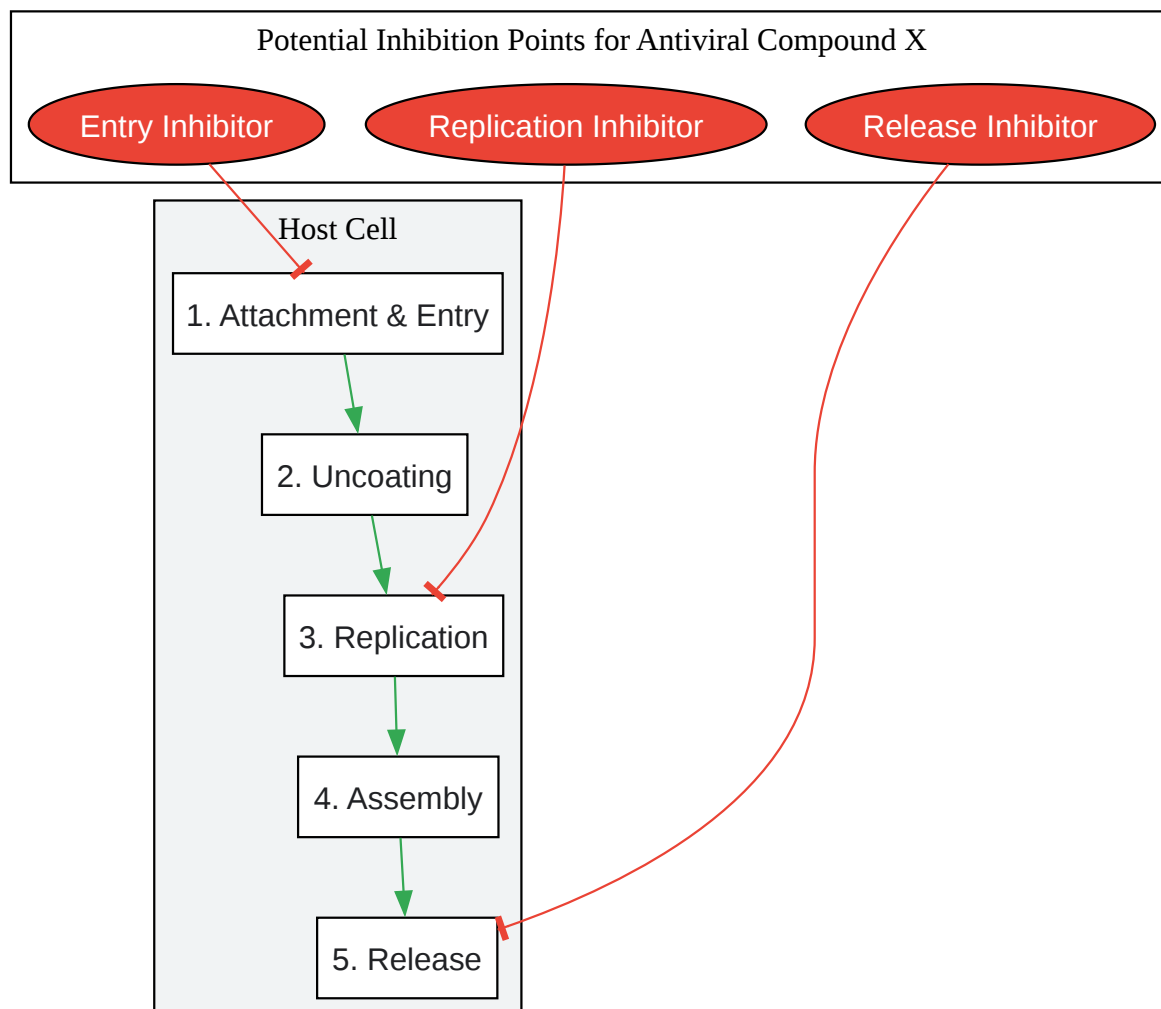 Potential Inhibition Points for Antiviral Compound X
Entry Inhibitor
Replication Inhibitor
Release Inhibitor
Host Cell
1. Attachment & Entry
2. Uncoating
3. Replication
4. Assembly
5. Release